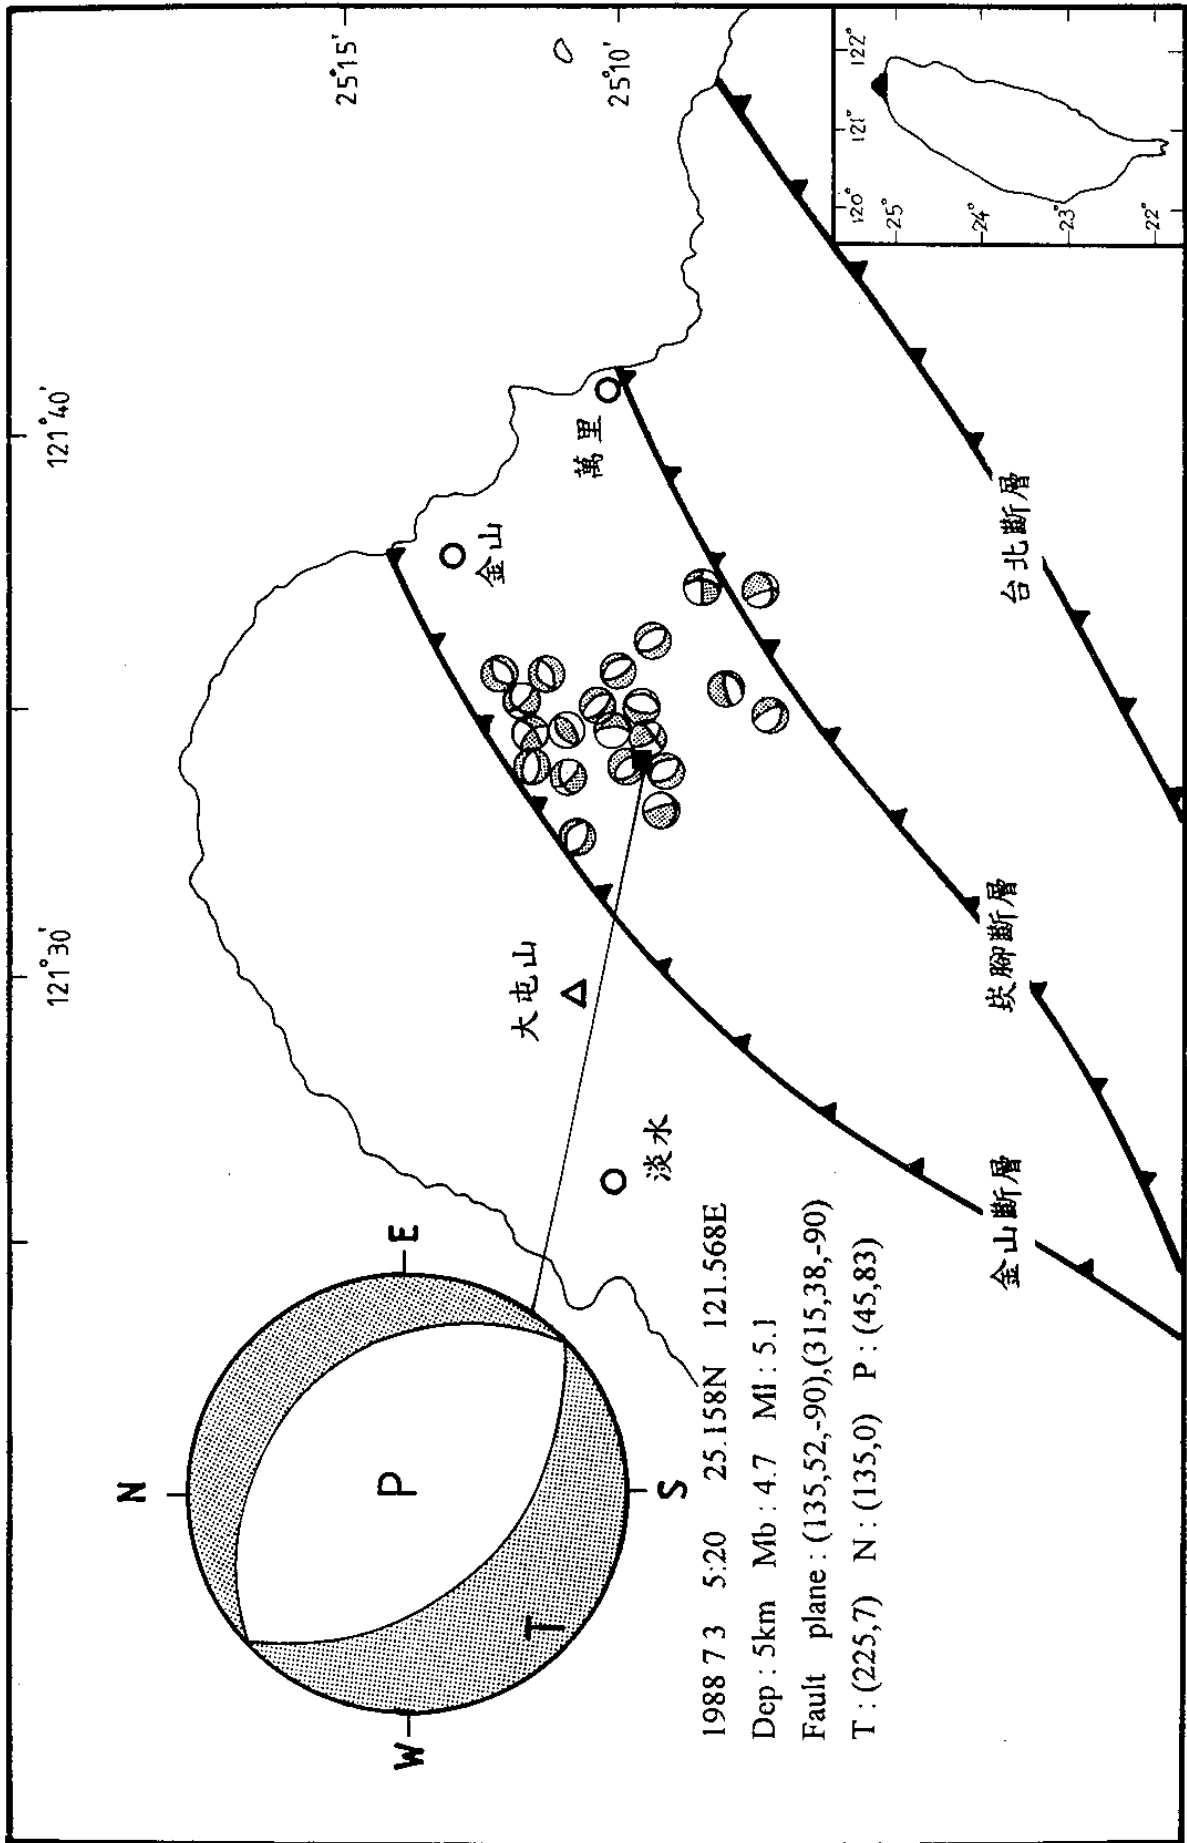 25°15'
25°10'
121°40'
121°30'
122°
121°
120°
25°
24°
23°
22°
萬里
金山
大屯山
淡水
台北斷層
崁腳斷層
金山斷層
N
E
S
W
P
T
1988 7 3 5:20 25.158N 121.568E
Dep : 5km Mb : 4.7 Ml : 5.1
Fault plane : (135,52,-90),(315,38,-90)
T : (225,7) N : (135,0) P : (45,83)